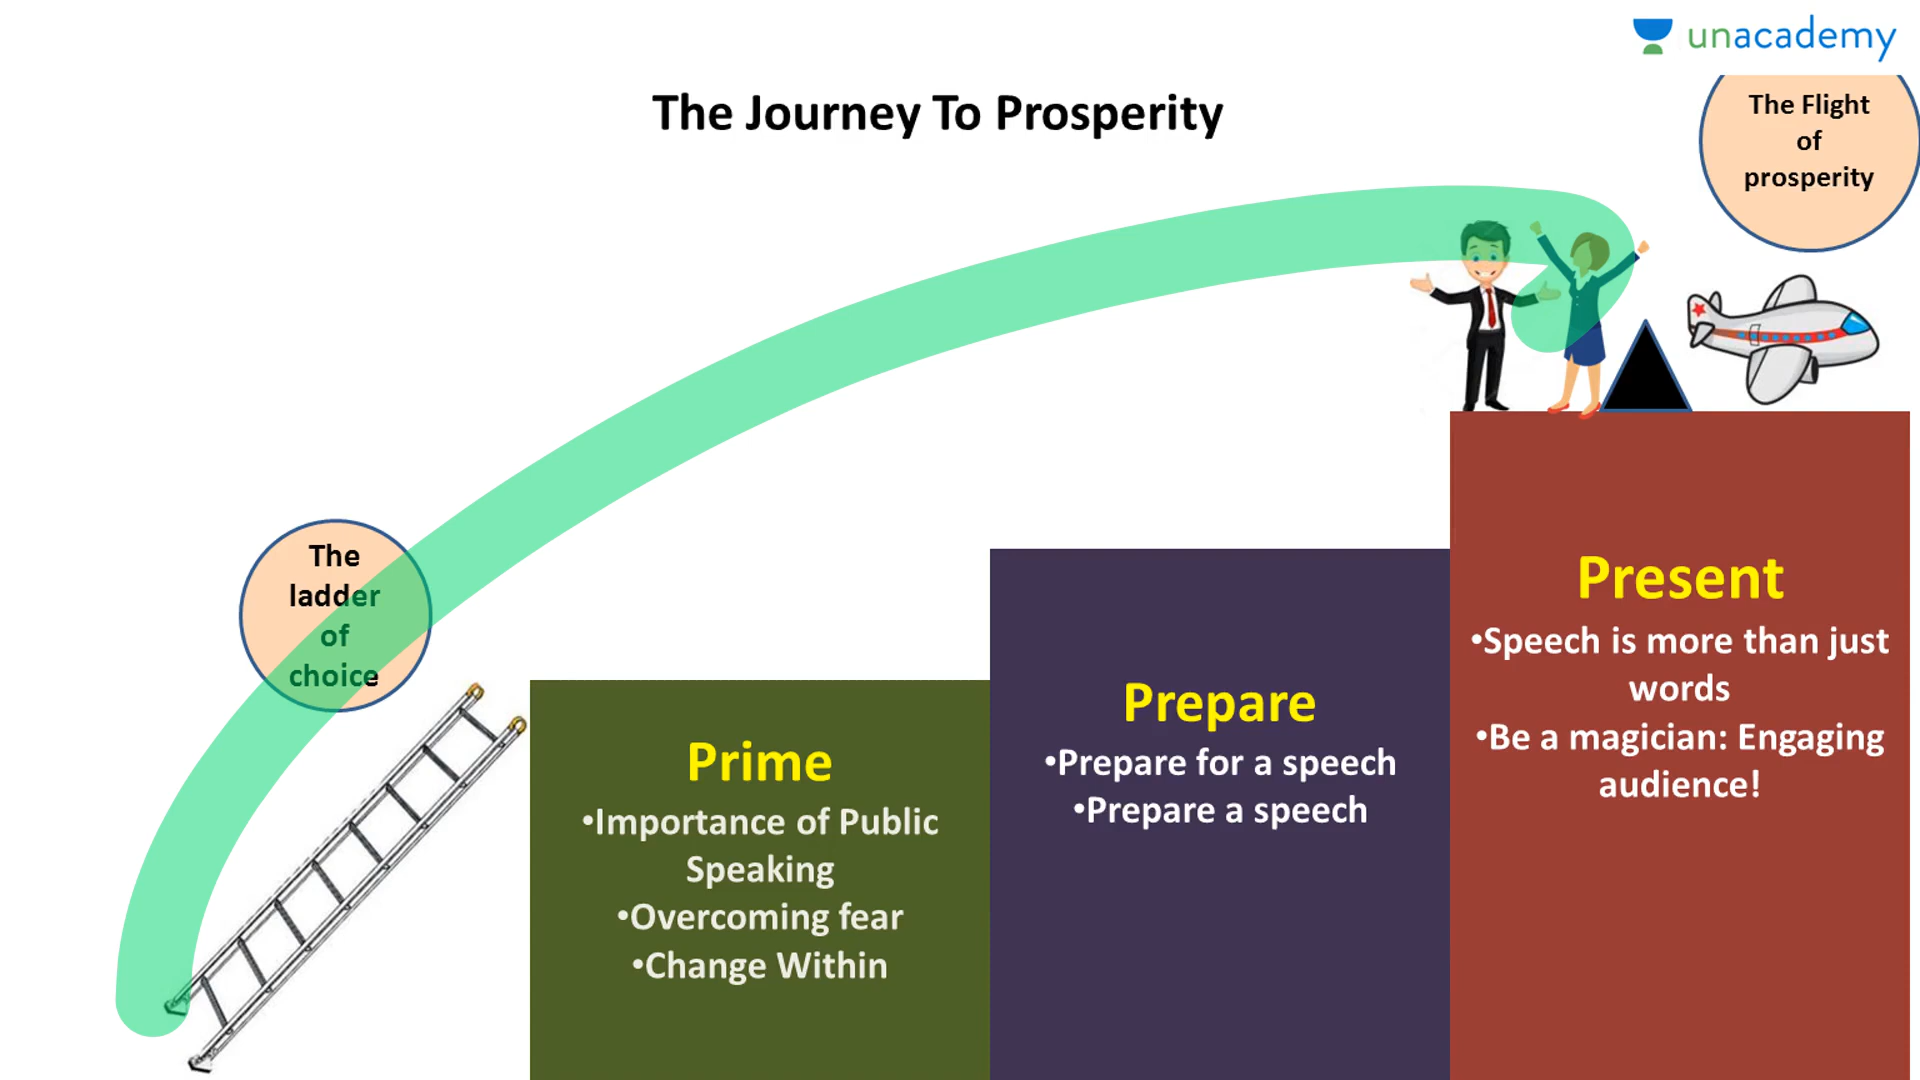 unacademy
The Journey To Prosperity
The Flight
of
prosperity
The
ladder
of
choice
Prime
•Importance of Public
Speaking
•Overcoming fear
•Change Within
Prepare
•Prepare for a speech
•Prepare a speech
Present
•Speech is more than just
words
•Be a magician: Engaging
audience!